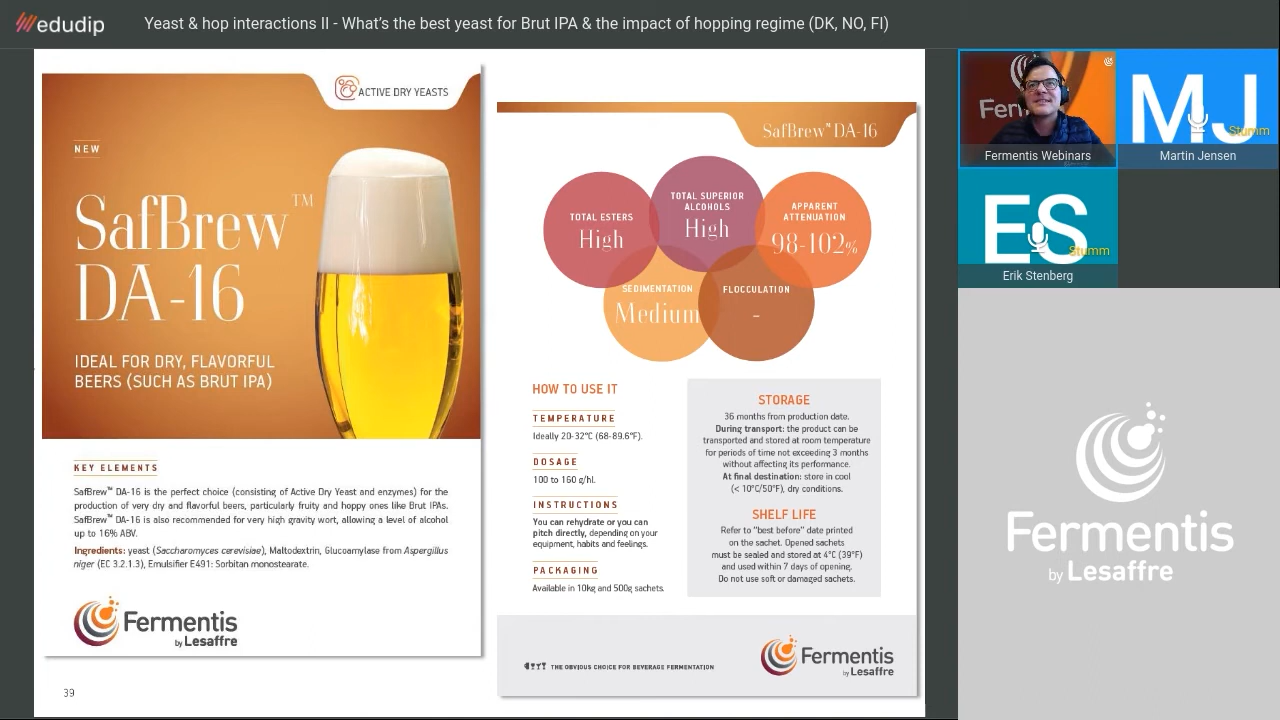 edudip
Yeast & hop interactions II - What's the best yeast for Brut IPA & the impact of hopping regime (DK, NO, FI)
ACTIVE DRY YEASTS
NEW
SafBrew™
DA-16
IDEAL FOR DRY, FLAVORFUL
BEERS (SUCH AS BRUT IPA)
KEY ELEMENTS
SafBrew™ DA-16 is the perfect choice (consisting of Active Dry Yeast and enzymes) for the
production of very dry and flavorful beers, particularly fruity and hoppy ones like Brut IPAs.
SafBrew™ DA-16 is also recommended for very high gravity wort, allowing a level of alcohol
up to 16% ABV.
Ingredients: yeast (Saccharomyces cerevisiae), Maltodextrin, Glucoamylase from Aspergillus
niger (EC 3.2.1.3), Emulsifier E491: Sorbitan monostearate.
Fermentis
by Lesaffre
39
SafBrew™ DA-16
TOTAL ESTERS
High
TOTAL SUPERIOR
ALCOHOLS
High
APPARENT
ATTENUATION
98-102%
SEDIMENTATION
Medium
FLOCCULATION
-
HOW TO USE IT
TEMPERATURE
Ideally 20-32°C (68-89.6°F).
DOSAGE
100 to 160 g/hl.
INSTRUCTIONS
You can rehydrate or you can
pitch directly, depending on your
equipment, habits and feelings.
PACKAGING
Available in 10kg and 500g sachets.
STORAGE
36 months from production date.
During transport: the product can be
transported and stored at room temperature
for periods of time not exceeding 3 months
without affecting its performance.
At final destination: store in cool
(< 10°C/50°F), dry conditions.
SHELF LIFE
Refer to "best before" date printed
on the sachet. Opened sachets
must be sealed and stored at 4°C (39°F)
and used within 7 days of opening.
Do not use soft or damaged sachets.
THE OBVIOUS CHOICE FOR BEVERAGE FERMENTATION
Fermentis
by Lesaffre
Ferm
Fermentis Webinars
MJ
Stumm
Martin Jensen
ES
Stumm
Erik Stenberg
Fermentis
by Lesaffre